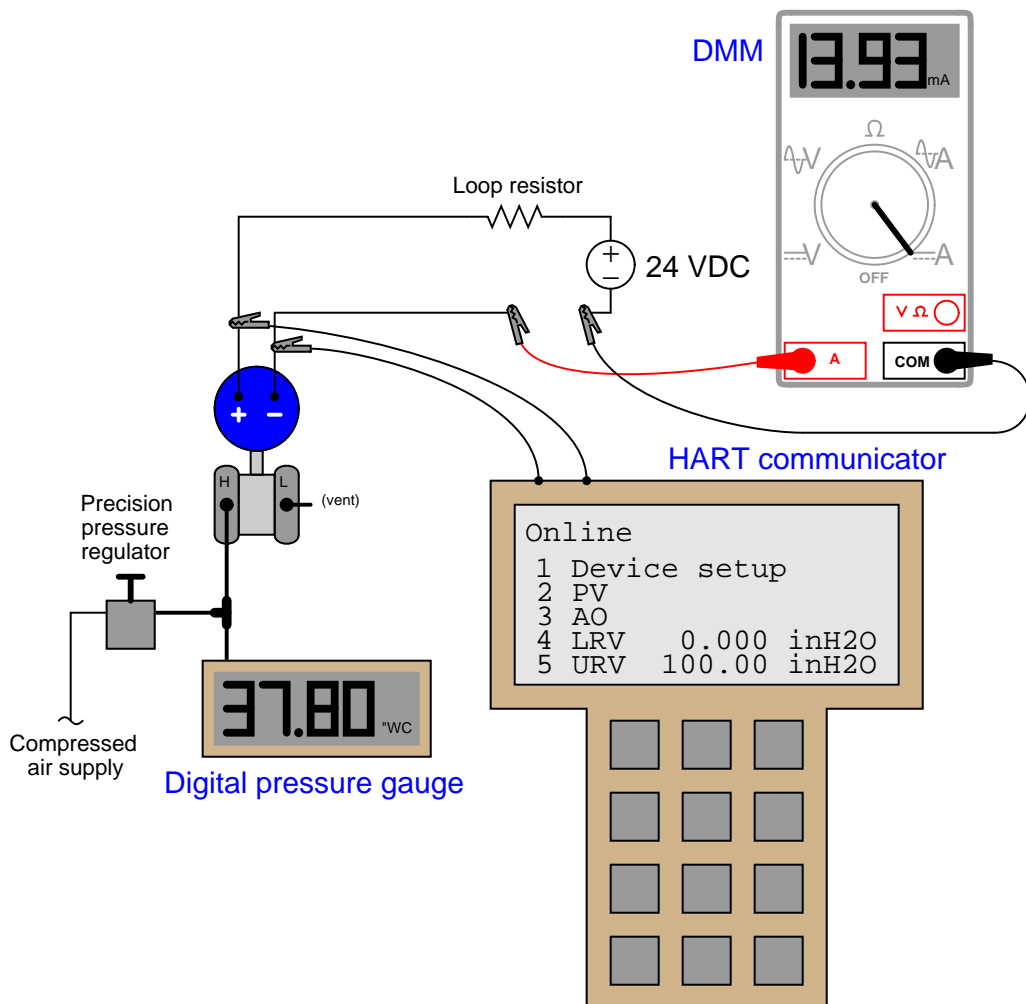 DMM
13.93 mA
Ω
V
A
V
A
OFF
V Ω
A
COM
Loop resistor
+
−
24 VDC
+ −
H
L
(vent)
Precision
pressure
regulator
Compressed
air supply
37.80 "WC
Digital pressure gauge
HART communicator
Online
1 Device setup
2 PV
3 AO
4 LRV 0.000 inH2O
5 URV 100.00 inH2O